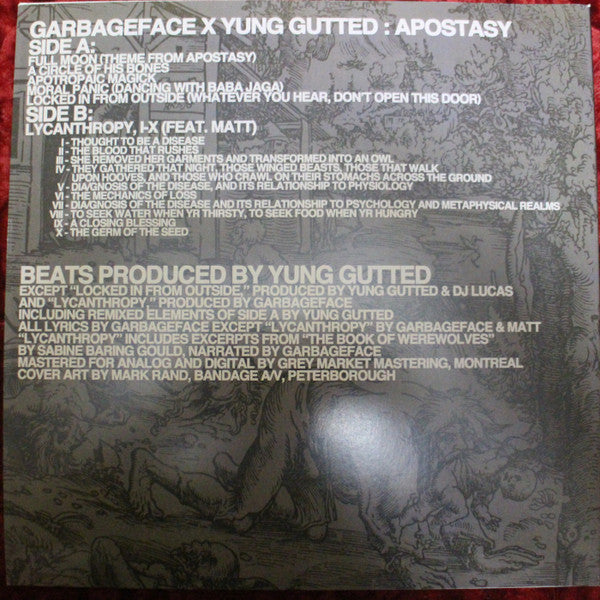 GARBAGEFACE X YUNG GUTTED : APOSTASY
SIDE A:
FULL MOON (THEME FROM APOSTASY)
A CIRCLE OF HIS BONES
APOTROPAIC MAGICK
MORAL PANIC (DANCING WITH BABA JAGA)
LOCKED IN FROM OUTSIDE (WHATEVER YOU HEAR, DON'T OPEN THIS DOOR)
SIDE B:
LYCANTHROPY, I-X (FEAT. MATT)
I - THOUGHT TO BE A DISEASE
II - THE BLOOD THAT RUSHES
III - SHE REMOVED HER GARMENTS AND TRANSFORMED INTO AN OWL
IV - THEY GATHERED THAT NIGHT, THOSE WINGED BEASTS, THOSE THAT WALK
UPON HOOVES, AND THOSE WHO CRAWL ON THEIR STOMACHS ACROSS THE GROUND
V - DIA/GNOSIS OF THE DISEASE, AND ITS RELATIONSHIP TO PHYSIOLOGY
VI - THE MECHANICS OF LOSS
VII - DIAGNOSIS OF THE DISEASE AND ITS RELATIONSHIP TO PSYCHOLOGY AND METAPHYSICAL REALMS
VIII - TO SEEK WATER WHEN YR THIRSTY, TO SEEK FOOD WHEN YR HUNGRY
IX - A CLOSING BLESSING
X - THE GERM OF THE SEED
BEATS PRODUCED BY YUNG GUTTED
EXCEPT "LOCKED IN FROM OUTSIDE," PRODUCED BY YUNG GUTTED & DJ LUCAS
AND "LYCANTHROPY," PRODUCED BY GARBAGEFACE
INCLUDING REMIXED ELEMENTS OF SIDE A BY YUNG GUTTED
ALL LYRICS BY GARBAGEFACE EXCEPT "LYCANTHROPY" BY GARBAGEFACE & MATT
"LYCANTHROPY" INCLUDES EXCERPTS FROM "THE BOOK OF WEREWOLVES"
BY SABINE BARING GOULD, NARRATED BY GARBAGEFACE
MASTERED FOR ANALOG AND DIGITAL BY GREY MARKET MASTERING, MONTREAL
COVER ART BY MARK RAND, BANDAGE A/V, PETERBOROUGH